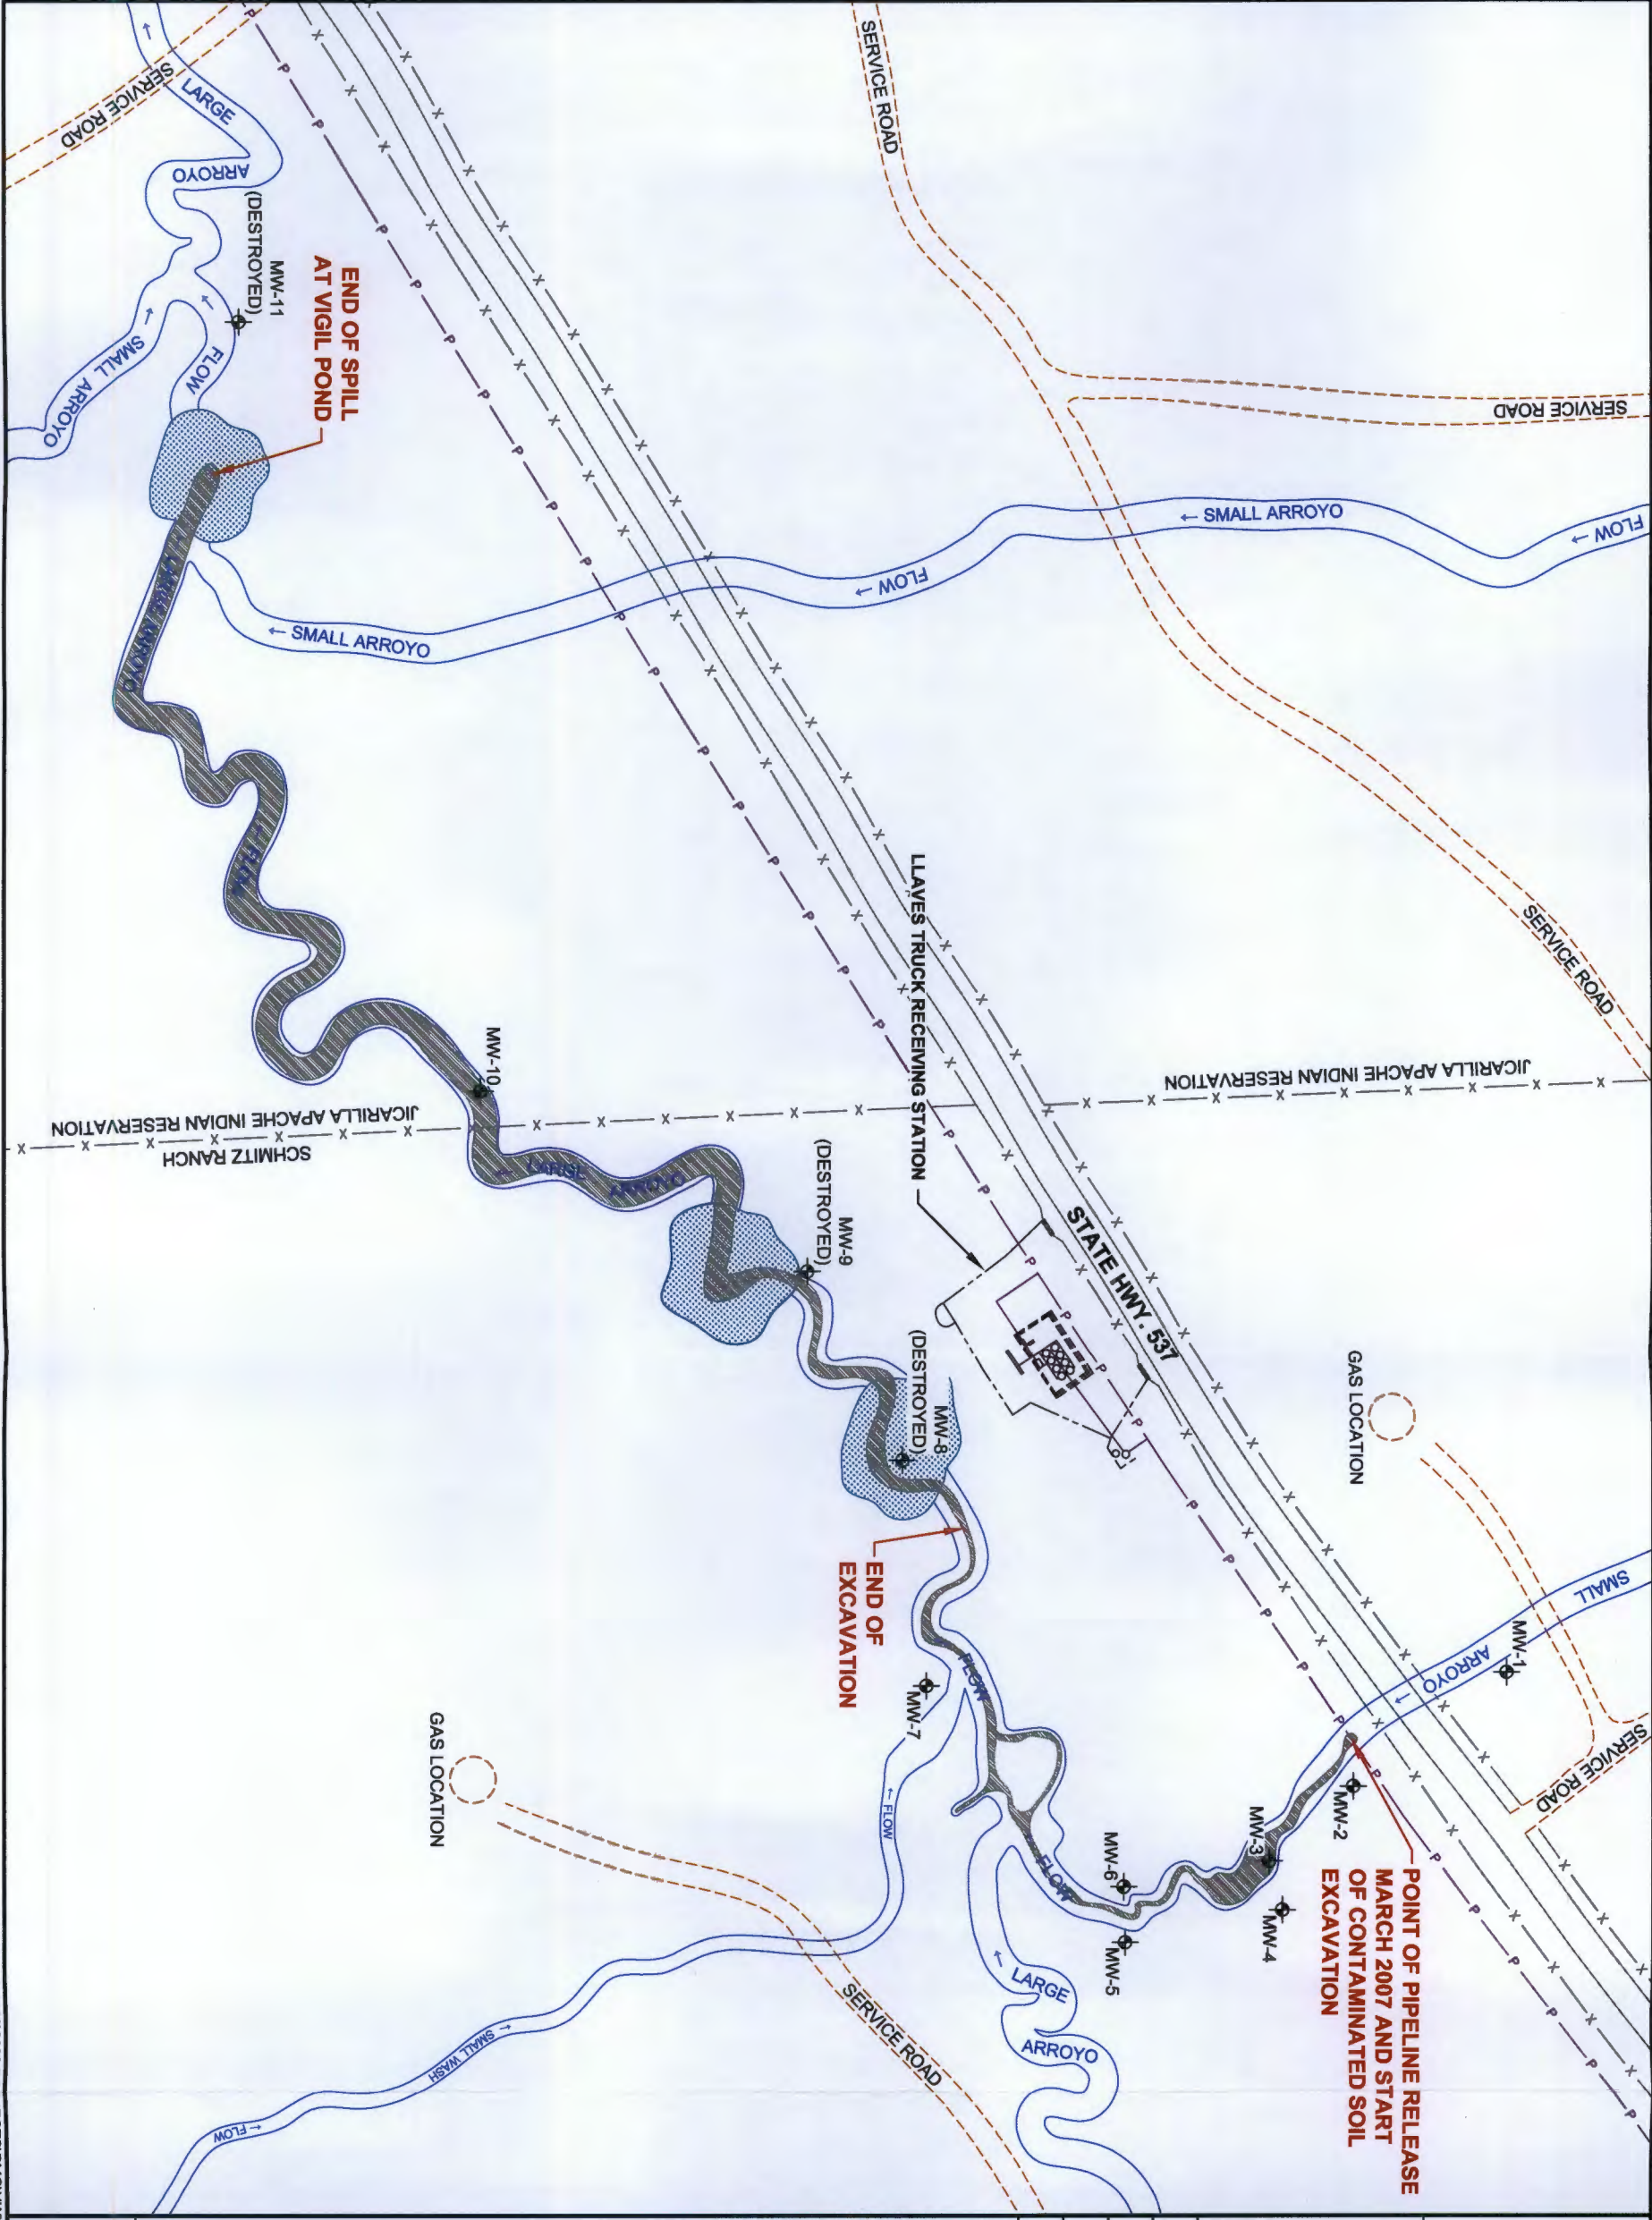 SERVICE ROAD
SERVICE ROAD
SERVICE ROAD
SERVICE ROAD
LARGE
ARROYO
MW-11
(DESTROYED)
END OF SPILL
AT VIGIL POND
FLOW
SMALL ARROYO
← SMALL ARROYO
← FLOW
← FLOW
← SMALL ARROYO
LARGE ARROYO
← FLOW
LLAVES TRUCK RECEIVING STATION
MW-10
JICARILLA APACHE INDIAN RESERVATION
JICARILLA APACHE INDIAN RESERVATION
SCHMITZ RANCH
← LARGE
ARROYO
MW-9
(DESTROYED)
STATE HWY. 537
MW-8
(DESTROYED)
GAS LOCATION
END OF
EXCAVATION
SMALL
ARROYO
MW-1
SERVICE ROAD
MW-7
FLOW
POINT OF PIPELINE RELEASE
MARCH 2007 AND START
OF CONTAMINATED SOIL
EXCAVATION
MW-2
MW-3
MW-4
MW-6
MW-5
FLOW
← FLOW
GAS LOCATION
LARGE
ARROYO
SERVICE ROAD
← SMALL WASH
← FLOW